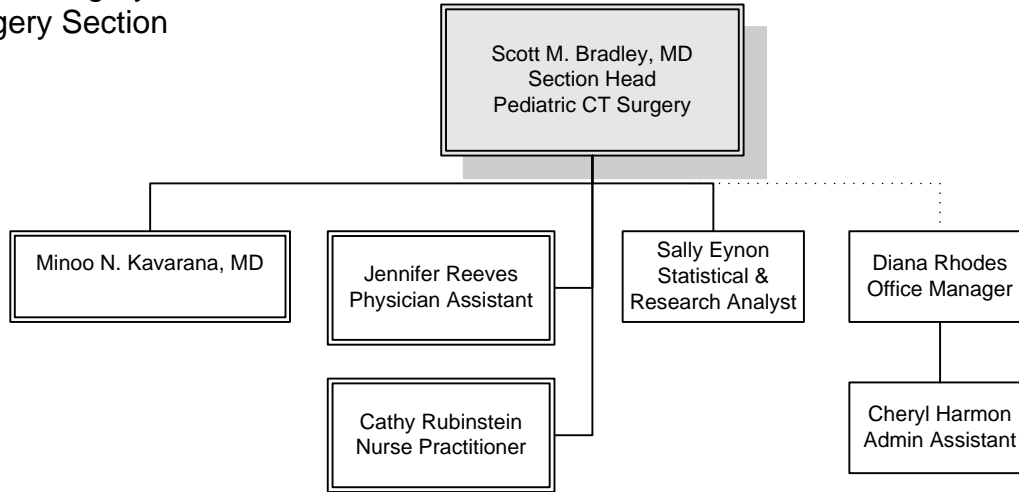 Section
Scott M. Bradley, MD
Section Head
Pediatric CT Surgery
Minoo N. Kavarana, MD
Jennifer Reeves
Physician Assistant
Sally Eynon
Statistical &
Research Analyst
Diana Rhodes
Office Manager
Cathy Rubinstein
Nurse Practitioner
Cheryl Harmon
Admin Assistant